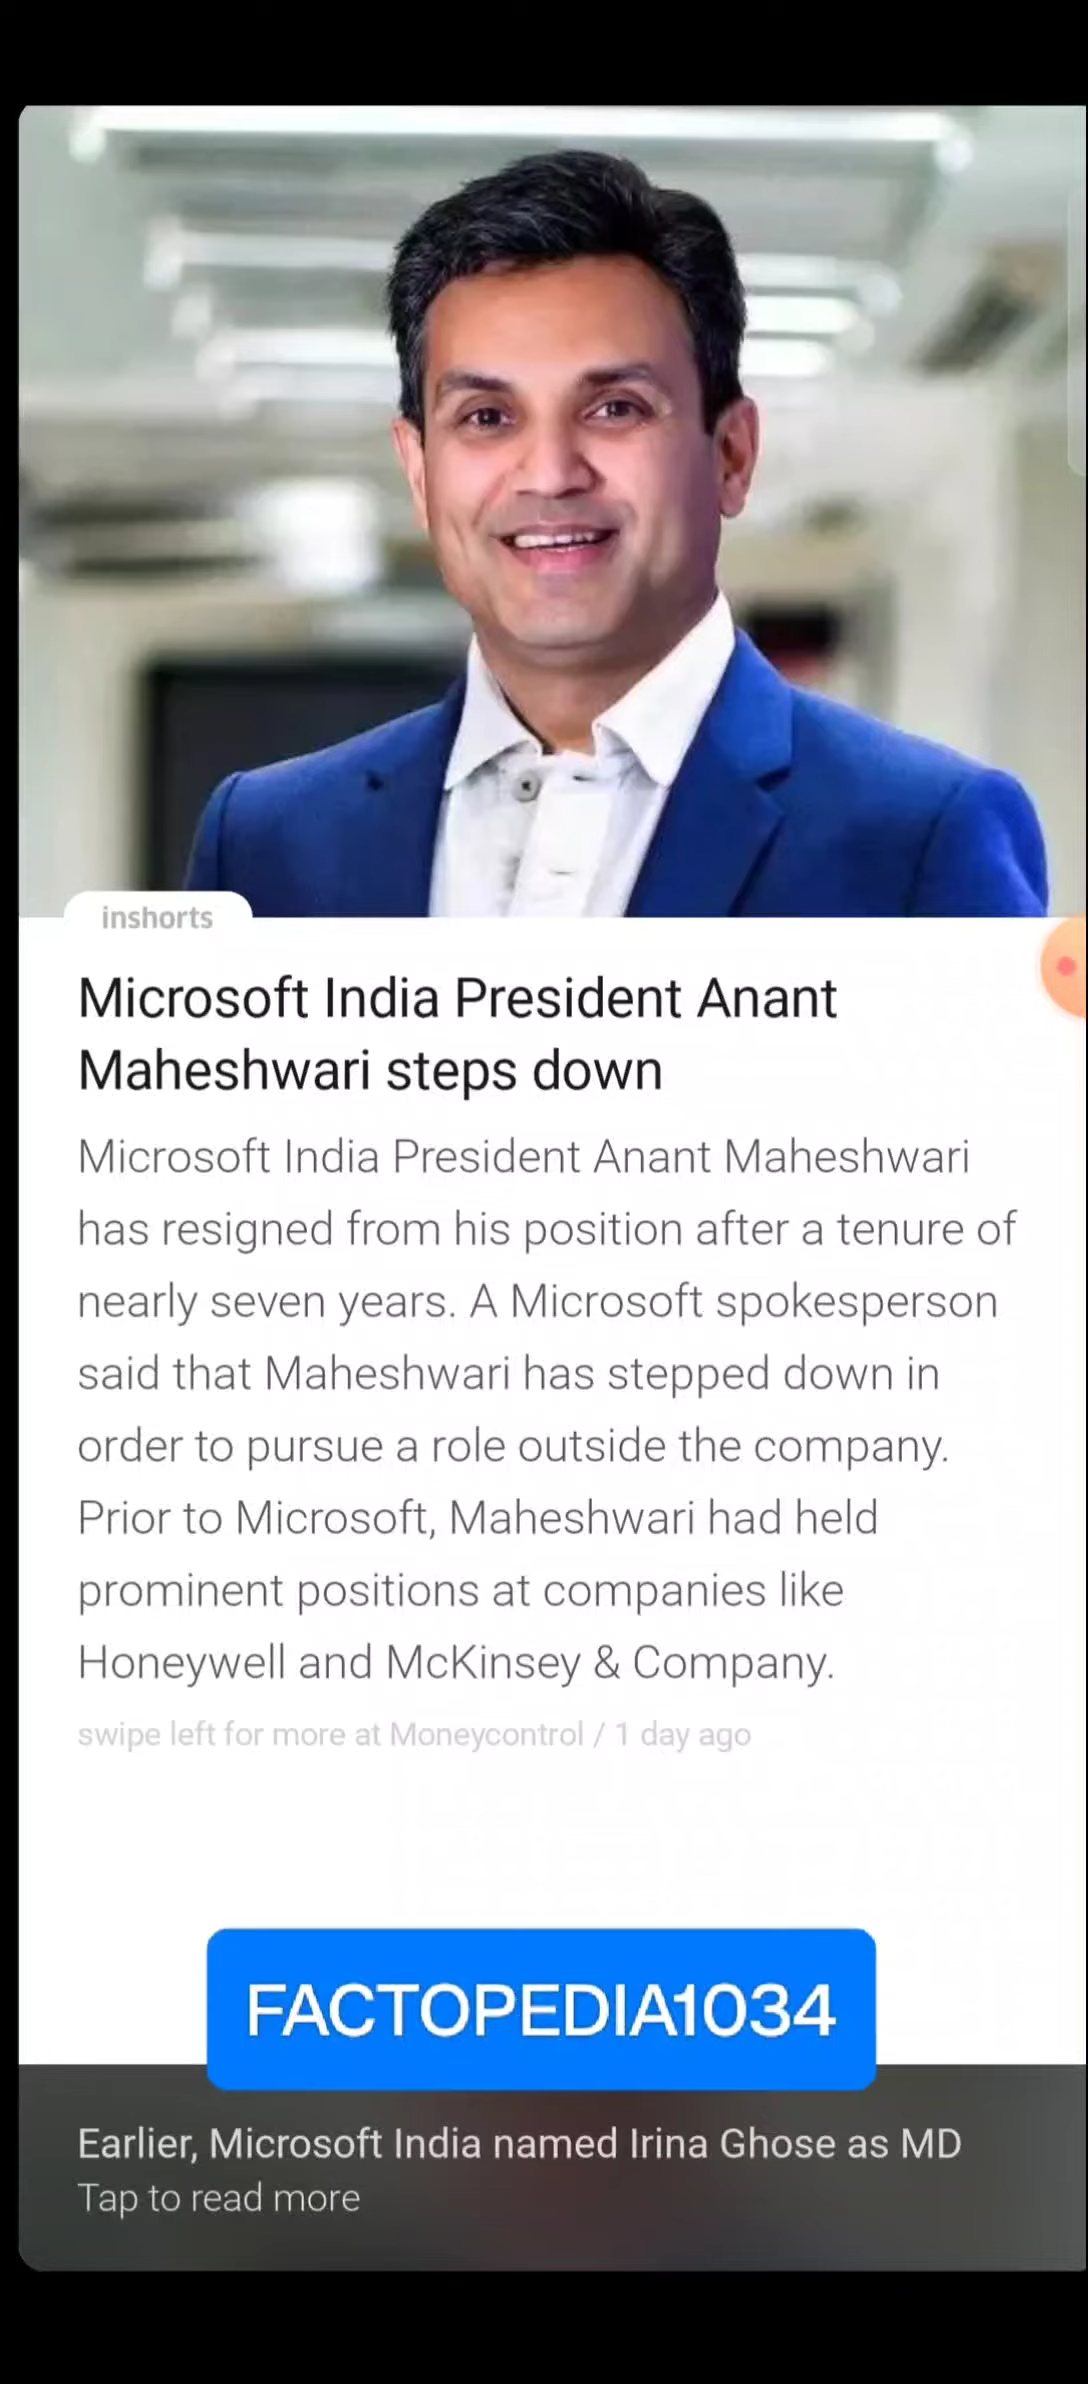 inshorts
Microsoft India President Anant
Maheshwari steps down
Microsoft India President Anant Maheshwari
has resigned from his position after a tenure of
nearly seven years. A Microsoft spokesperson
said that Maheshwari has stepped down in
order to pursue a role outside the company.
Prior to Microsoft, Maheshwari had held
prominent positions at companies like
Honeywell and McKinsey & Company.
swipe left for more at Moneycontrol / 1 day ago
FACTOPEDIA1034
Earlier, Microsoft India named Irina Ghose as MD
Tap to read more